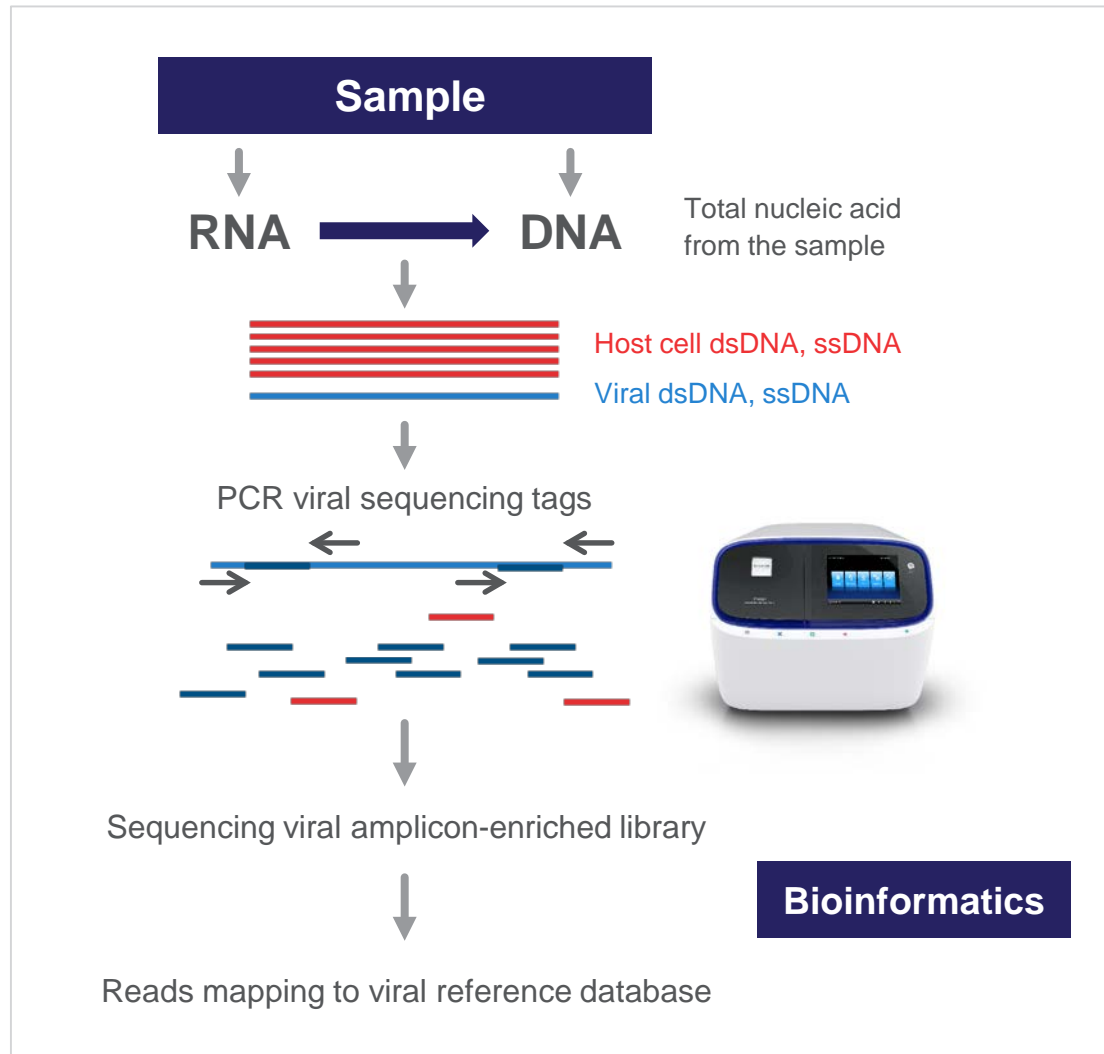 Sample
RNA
DNA
Total nucleic acid
from the sample
Host cell dsDNA, ssDNA
Viral dsDNA, ssDNA
PCR viral sequencing tags
Sequencing viral amplicon-enriched library
Bioinformatics
Reads mapping to viral reference database